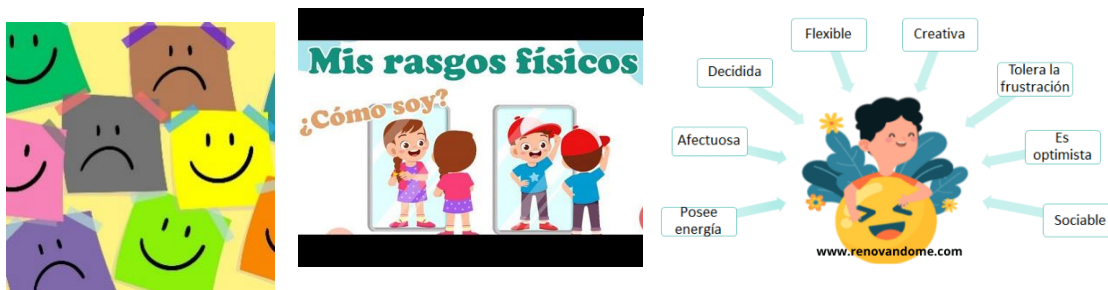 Mis rasgos físicos
¿Cómo soy?
Flexible
Creativa
Decidida
Tolera la
frustración
Afectuosa
Es
optimista
Posee
energía
Sociable
www.renovandome.com